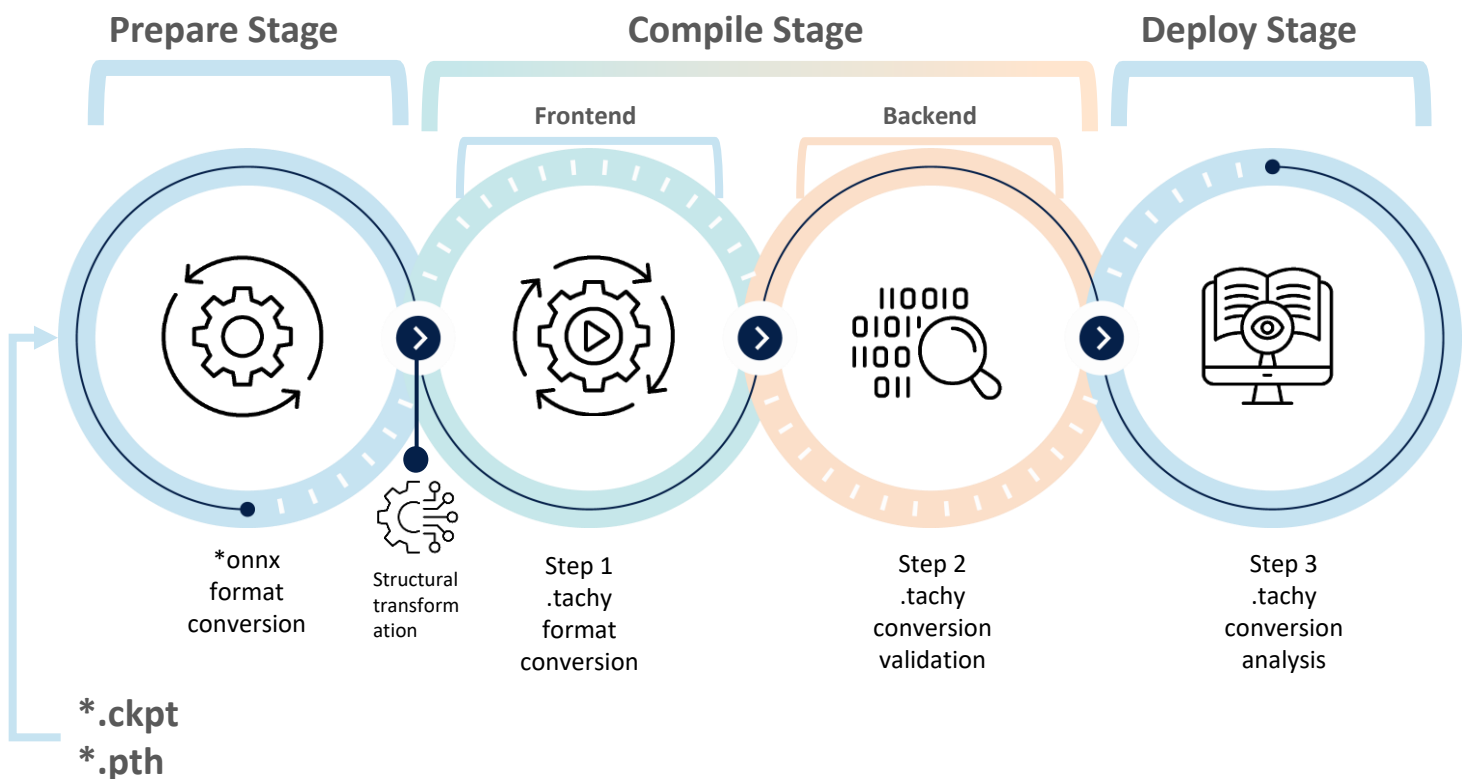 Prepare Stage
Compile Stage
Deploy Stage
Frontend
Backend
110010
0101'
1100
011
*onnx
format
conversion
Structural
transform
ation
Step 1
.tachy
format
conversion
Step 2
.tachy
conversion
validation
Step 3
.tachy
conversion
analysis
*.ckpt
*.pth